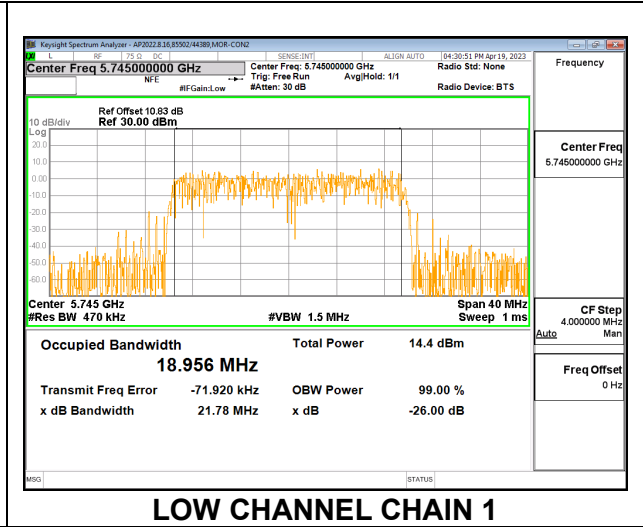 Keysight Spectrum Analyzer - AP2022.8.16,85502/44389,MOR-CON2
LXI L RF 75 Ω DC SENSE:INT ALIGN AUTO 04:30:51 PM Apr 19, 2023
Center Freq 5.745000000 GHz
NFE
#IFGain:Low
Center Freq: 5.745000000 GHz
Trig: Free Run Avg|Hold: 1/1
#Atten: 30 dB
Radio Std: None
Radio Device: BTS
Ref Offset 10.83 dB
10 dB/div Ref 30.00 dBm
Log
20.0
10.0
0.00
-10.0
-20.0
-30.0
-40.0
-50.0
-60.0
Center 5.745 GHz Span 40 MHz
#Res BW 470 kHz #VBW 1.5 MHz Sweep 1 ms
Occupied Bandwidth Total Power 14.4 dBm
18.956 MHz
Transmit Freq Error -71.920 kHz OBW Power 99.00 %
x dB Bandwidth 21.78 MHz x dB -26.00 dB
MSG STATUS
Frequency
Center Freq
5.745000000 GHz
CF Step
4.000000 MHz
Auto Man
Freq Offset
0 Hz
LOW CHANNEL CHAIN 1